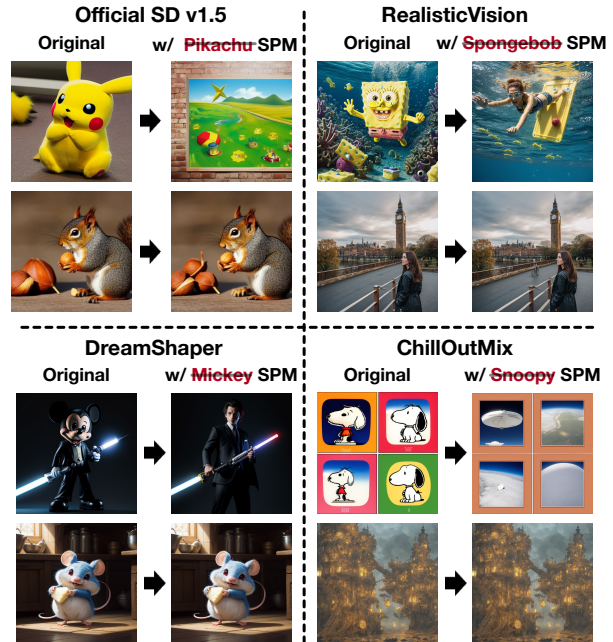 Official SD v1.5
Original
w/ Pikachu SPM
RealisticVision
Original
w/ Spongebob SPM
DreamShaper
Original
w/ Mickey SPM
ChillOutMix
Original
w/ Snoopy SPM